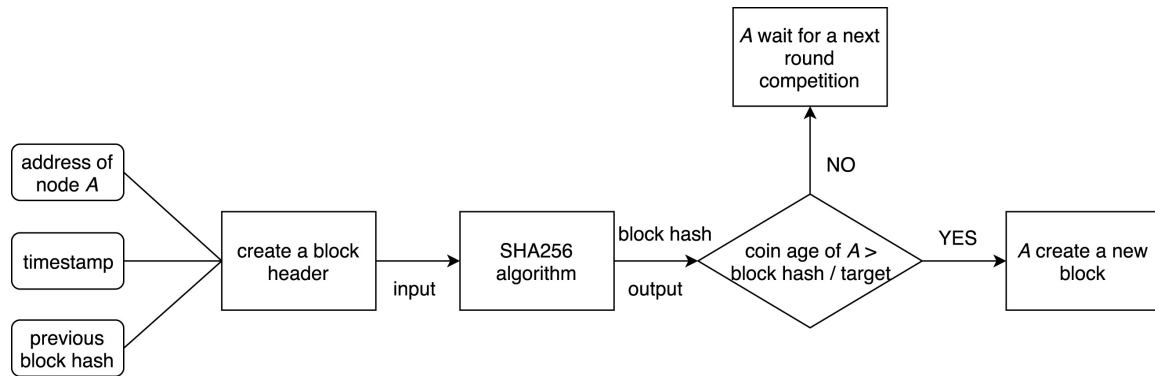 A wait for a next
round
competition
address of
node A
NO
timestamp
create a block
header
input
SHA256
algorithm
block hash
output
coin age of A >
block hash / target
YES
A create a new
block
previous
block hash